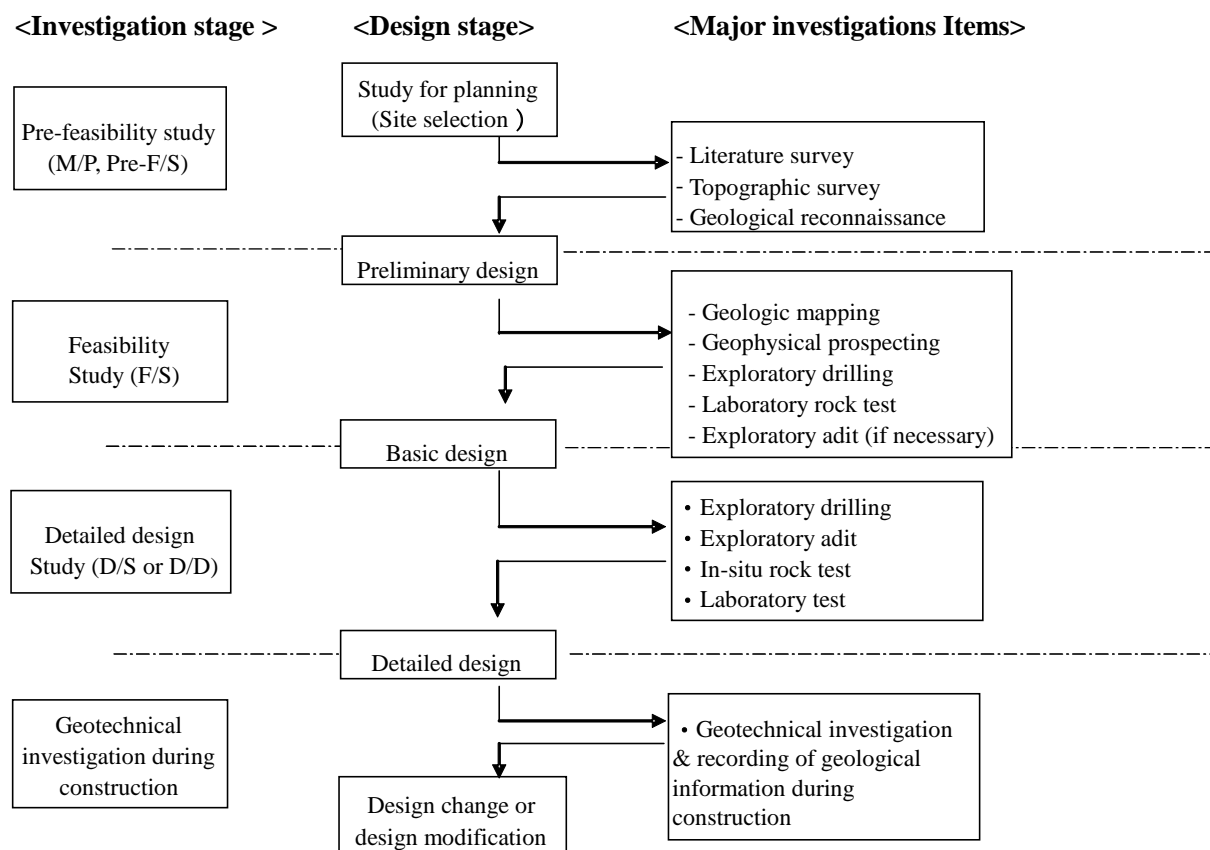 <Investigation stage >
<Design stage>
<Major investigations Items>
Study for planning
(Site selection )
Pre-feasibility study
(M/P, Pre-F/S)
- Literature survey
- Topographic survey
- Geological reconnaissance
Preliminary design
Feasibility
Study (F/S)
- Geologic mapping
- Geophysical prospecting
- Exploratory drilling
- Laboratory rock test
- Exploratory adit (if necessary)
Basic design
Detailed design
Study (D/S or D/D)
・Exploratory drilling
・Exploratory adit
・In-situ rock test
・Laboratory test
Detailed design
Geotechnical
investigation during
construction
・Geotechnical investigation
& recording of geological
information during
construction
Design change or
design modification